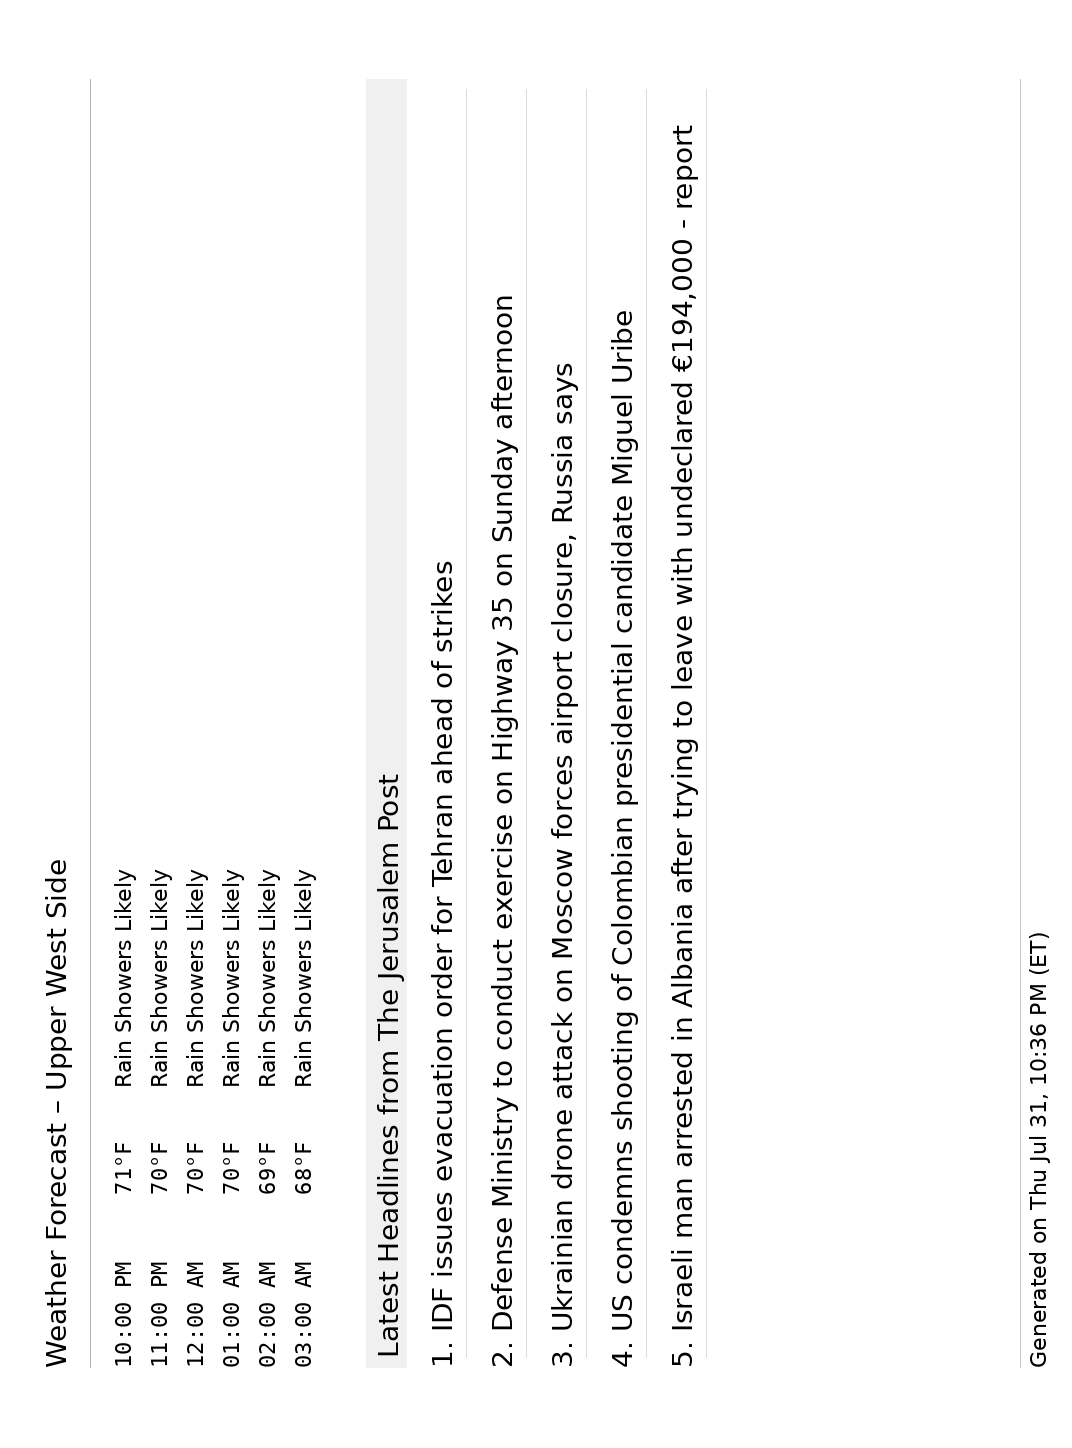 Weather Forecast – Upper West Side
10:00 PM 71°F Rain Showers Likely
11:00 PM 70°F Rain Showers Likely
12:00 AM 70°F Rain Showers Likely
01:00 AM 70°F Rain Showers Likely
02:00 AM 69°F Rain Showers Likely
03:00 AM 68°F Rain Showers Likely
Latest Headlines from The Jerusalem Post
1. IDF issues evacuation order for Tehran ahead of strikes
2. Defense Ministry to conduct exercise on Highway 35 on Sunday afternoon
3. Ukrainian drone attack on Moscow forces airport closure, Russia says
4. US condemns shooting of Colombian presidential candidate Miguel Uribe
5. Israeli man arrested in Albania after trying to leave with undeclared €194,000 - report
Generated on Thu Jul 31, 10:36 PM (ET)